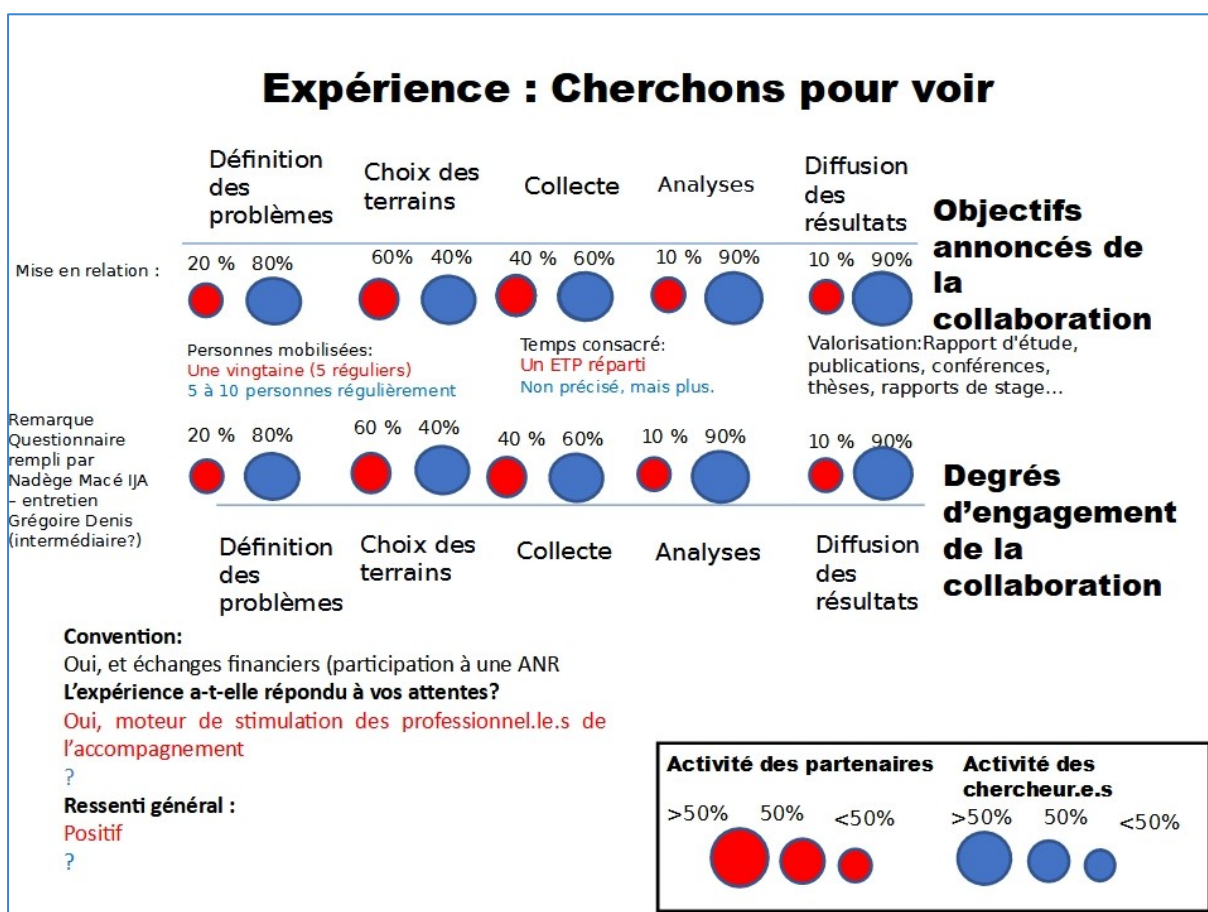 Expérience : Cherchons pour voir
Définition
des
problèmes
Choix des
terrains
Collecte
Analyses
Diffusion
des
résultats
Objectifs
annoncés de
la
collaboration
Mise en relation :
20 % 80%
60% 40%
40 % 60%
10 % 90%
10 % 90%
Personnes mobilisées:
Une vingtaine (5 réguliers)
5 à 10 personnes régulièrement
Temps consacré:
Un ETP réparti
Non précisé, mais plus.
Valorisation:Rapport d'étude,
publications, conférences,
thèses, rapports de stage...
Remarque
Questionnaire
rempli par
Nadège Macé IJA
– entretien
Grégoire Denis
(intermédiaire?)
20 % 80%
60 % 40%
40 % 60%
10 % 90%
10 % 90%
Degrés
d’engagement
de la
collaboration
Définition
des
problèmes
Choix des
terrains
Collecte
Analyses
Diffusion
des
résultats
Convention:
Oui, et échanges financiers (participation à une ANR
L’expérience a-t-elle répondu à vos attentes?
Oui, moteur de stimulation des professionnel.le.s de
l’accompagnement
?
Ressenti général :
Positif
?
Activité des partenaires
>50% 50% <50%
Activité des
chercheur.e.s
>50% 50% <50%